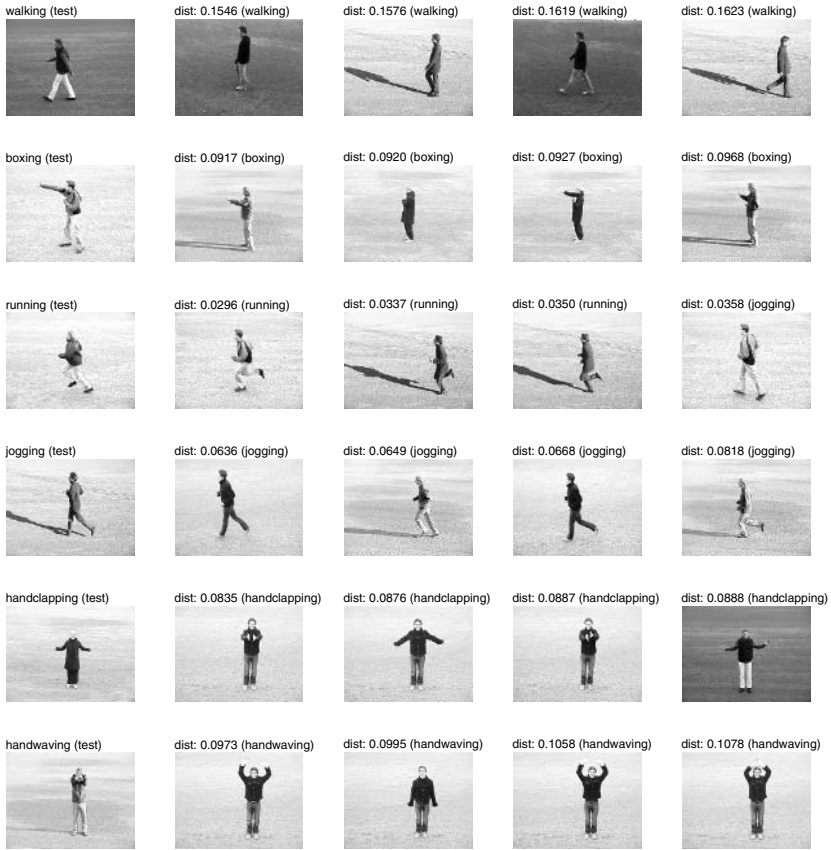 walking (test) dist: 0.1546 (walking) dist: 0.1576 (walking) dist: 0.1619 (walking) dist: 0.1623 (walking)
boxing (test) dist: 0.0917 (boxing) dist: 0.0920 (boxing) dist: 0.0927 (boxing) dist: 0.0968 (boxing)
running (test) dist: 0.0296 (running) dist: 0.0337 (running) dist: 0.0350 (running) dist: 0.0358 (jogging)
jogging (test) dist: 0.0636 (jogging) dist: 0.0649 (jogging) dist: 0.0668 (jogging) dist: 0.0818 (jogging)
handclapping (test) dist: 0.0835 (handclapping) dist: 0.0876 (handclapping) dist: 0.0887 (handclapping) dist: 0.0888 (handclapping)
handwaving (test) dist: 0.0973 (handwaving) dist: 0.0995 (handwaving) dist: 0.1058 (handwaving) dist: 0.1078 (handwaving)